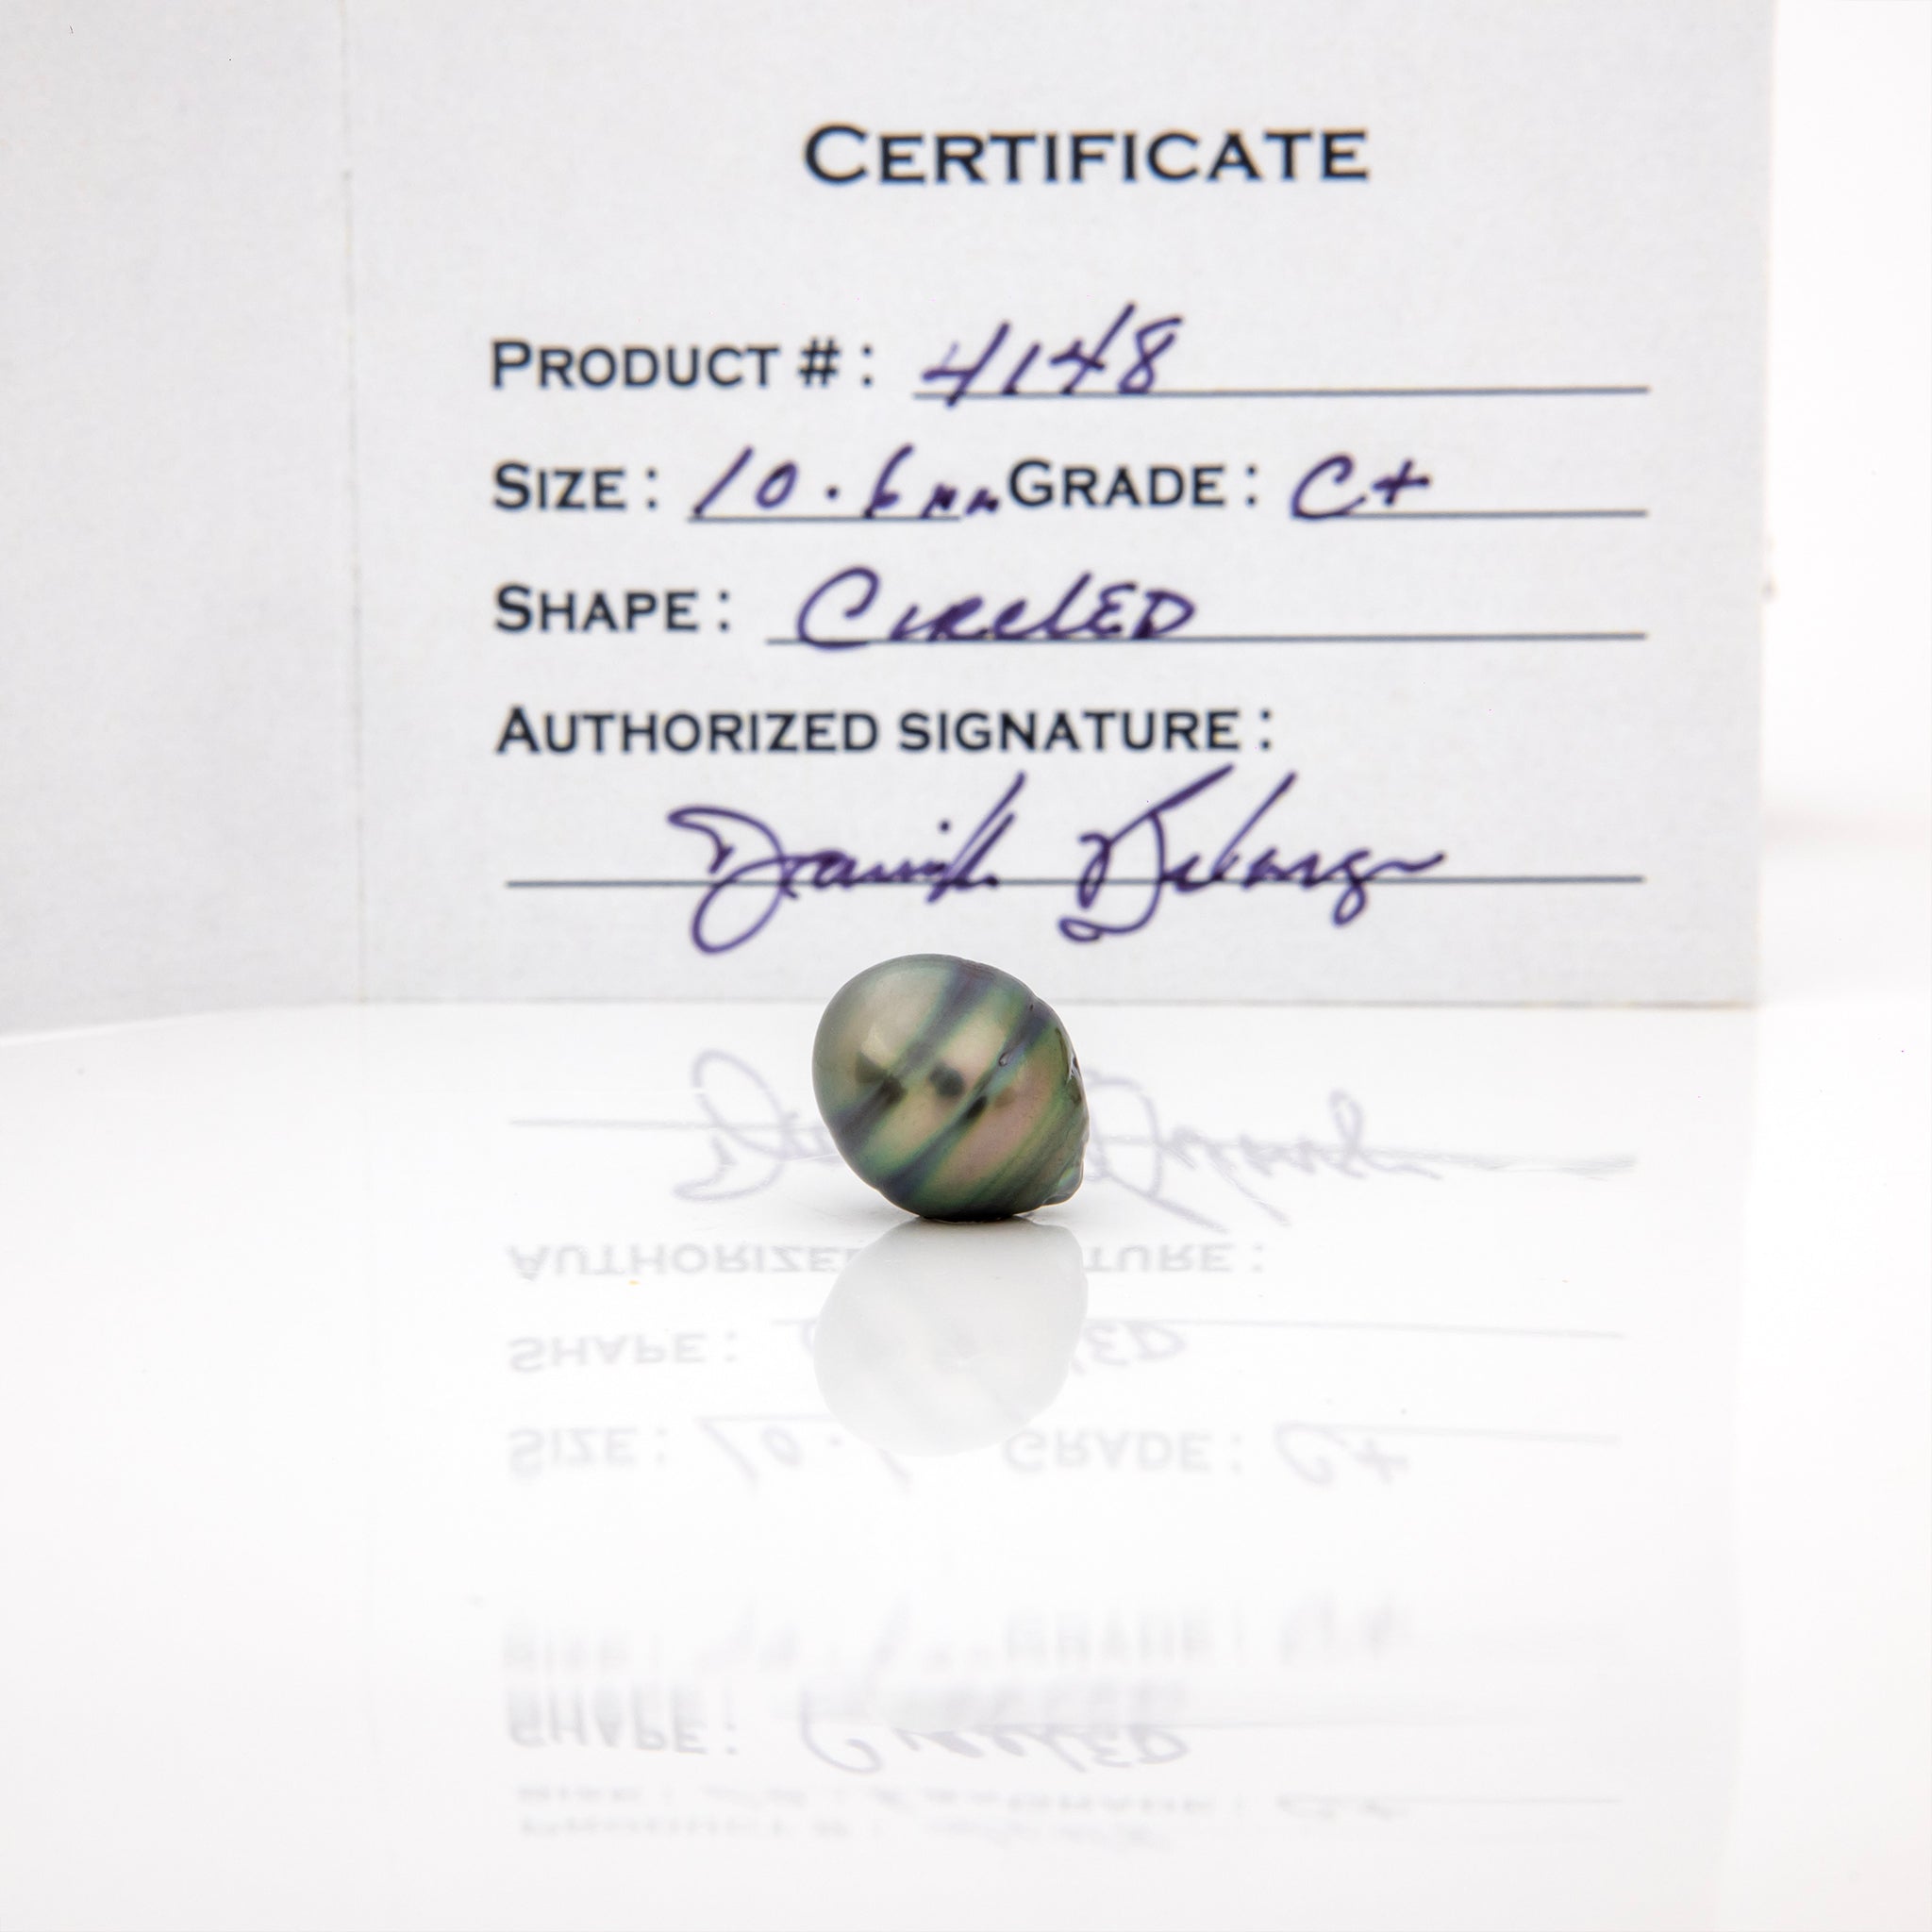 CERTIFICATE
PRODUCT #: 4148
SIZE: 10.6mm GRADE: C+
SHAPE: CIRCLED
AUTHORIZED SIGNATURE: